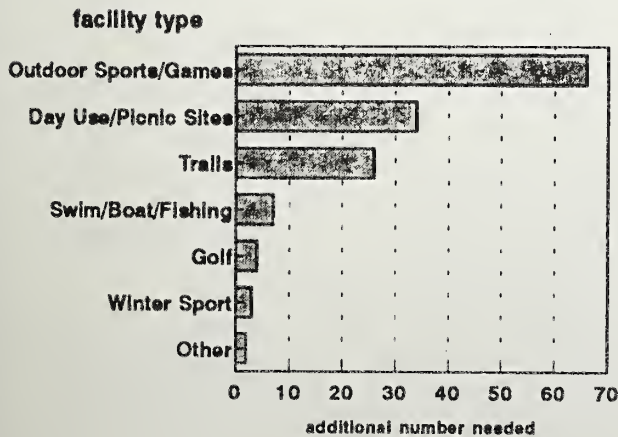 facility type
Outdoor Sports/Games
Day Use/Picnic Sites
Trails
Swim/Boat/Fishing
Golf
Winter Sport
Other
0 10 20 30 40 50 60 70
additional number needed